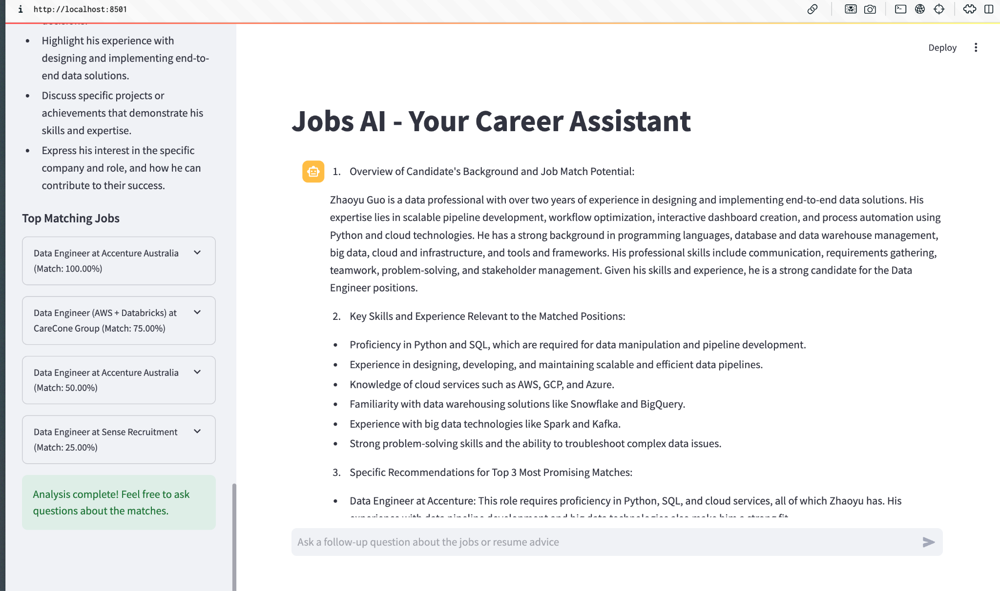 i http://localhost:8501
decisions.
• Highlight his experience with
designing and implementing end-to-
end data solutions.
• Discuss specific projects or
achievements that demonstrate his
skills and expertise.
• Express his interest in the specific
company and role, and how he can
contribute to their success.
Top Matching Jobs
Data Engineer at Accenture Australia
(Match: 100.00%)
Data Engineer (AWS + Databricks) at
CareCone Group (Match: 75.00%)
Data Engineer at Accenture Australia
(Match: 50.00%)
Data Engineer at Sense Recruitment
(Match: 25.00%)
Analysis complete! Feel free to ask
questions about the matches.
Deploy
Jobs AI - Your Career Assistant
1. Overview of Candidate's Background and Job Match Potential:
Zhaoyu Guo is a data professional with over two years of experience in designing and implementing end-to-end data solutions. His
expertise lies in scalable pipeline development, workflow optimization, interactive dashboard creation, and process automation using
Python and cloud technologies. He has a strong background in programming languages, database and data warehouse management,
big data, cloud and infrastructure, and tools and frameworks. His professional skills include communication, requirements gathering,
teamwork, problem-solving, and stakeholder management. Given his skills and experience, he is a strong candidate for the Data
Engineer positions.
2. Key Skills and Experience Relevant to the Matched Positions:
• Proficiency in Python and SQL, which are required for data manipulation and pipeline development.
• Experience in designing, developing, and maintaining scalable and efficient data pipelines.
• Knowledge of cloud services such as AWS, GCP, and Azure.
• Familiarity with data warehousing solutions like Snowflake and BigQuery.
• Experience with big data technologies like Spark and Kafka.
• Strong problem-solving skills and the ability to troubleshoot complex data issues.
3. Specific Recommendations for Top 3 Most Promising Matches:
• Data Engineer at Accenture: This role requires proficiency in Python, SQL, and cloud services, all of which Zhaoyu has. His
experience with data pipeline development and big data technologies also make him a strong fit.
Ask a follow-up question about the jobs or resume advice